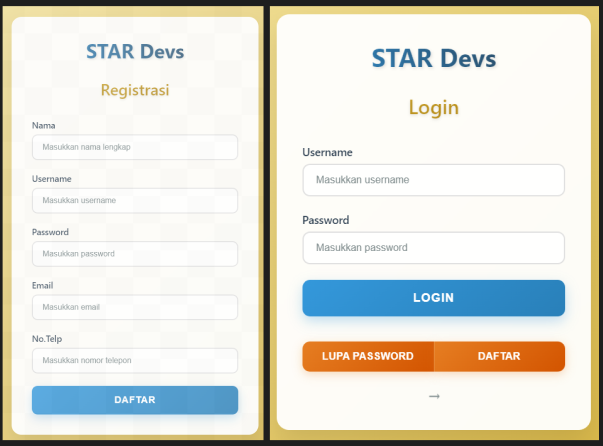 STAR Devs
Registrasi
Nama
Masukkan nama lengkap
Username
Masukkan username
Password
Masukkan password
Email
Masukkan email
No.Telp
Masukkan nomor telepon
DAFTAR
STAR Devs
Login
Username
Masukkan username
Password
Masukkan password
LOGIN
LUPA PASSWORD DAFTAR
→